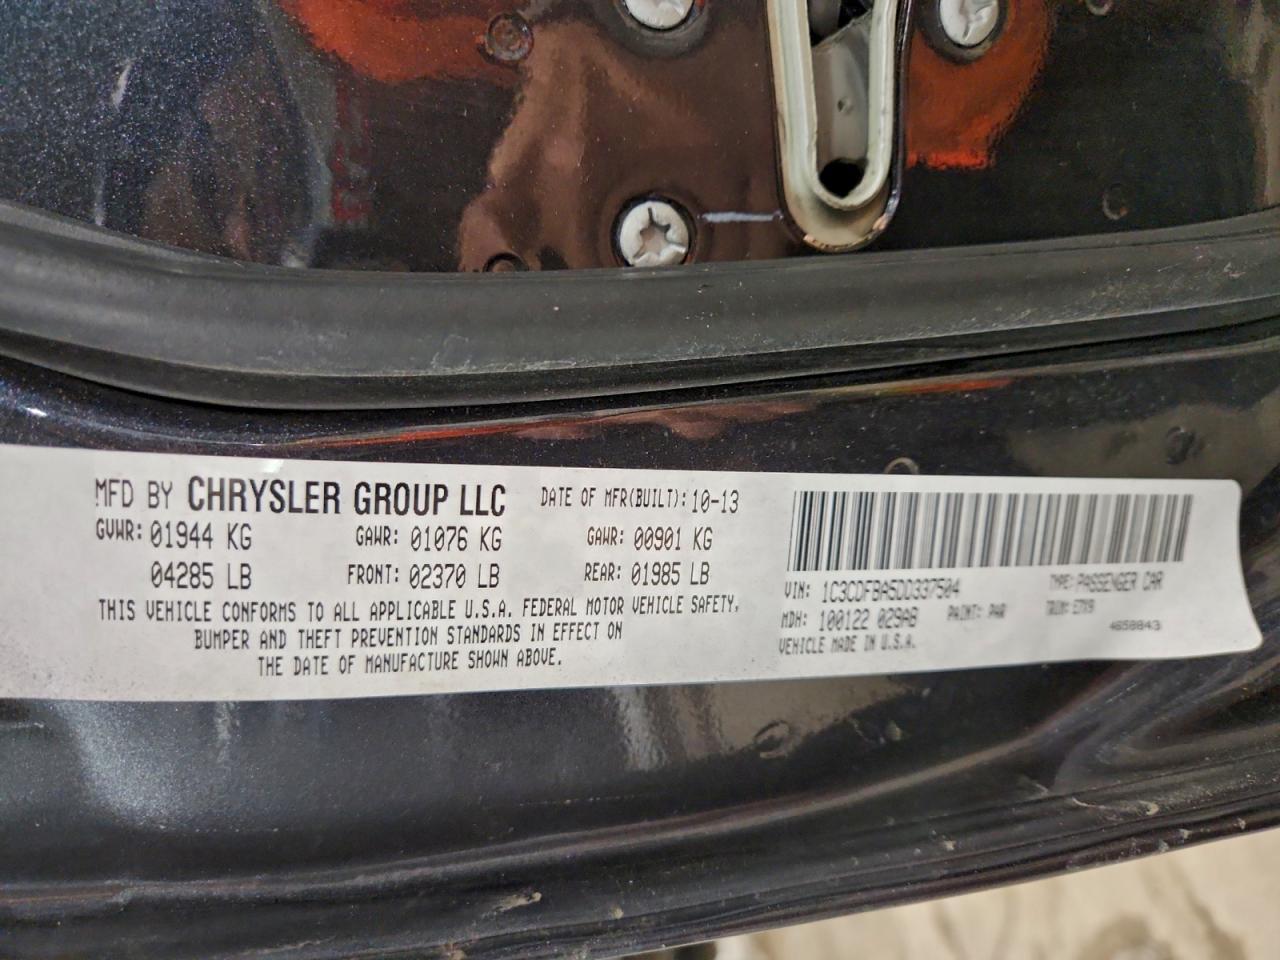 MFD BY CHRYSLER GROUP LLC DATE OF MFR(BUILT): 10-13
GVWR: 01944 KG GAWR: 01076 KG GAWR: 00901 KG
04285 LB FRONT: 02370 LB REAR: 01985 LB
THIS VEHICLE CONFORMS TO ALL APPLICABLE U.S.A. FEDERAL MOTOR VEHICLE SAFETY,
BUMPER AND THEFT PREVENTION STANDARDS IN EFFECT ON
THE DATE OF MANUFACTURE SHOWN ABOVE.
VIN: 1C3CDFBA5DD337504 TYPE: PASSENGER CAR
MDH: 100122 029AB PAINT: PAR TRIM: E7X9
VEHICLE MADE IN U.S.A. 4658843